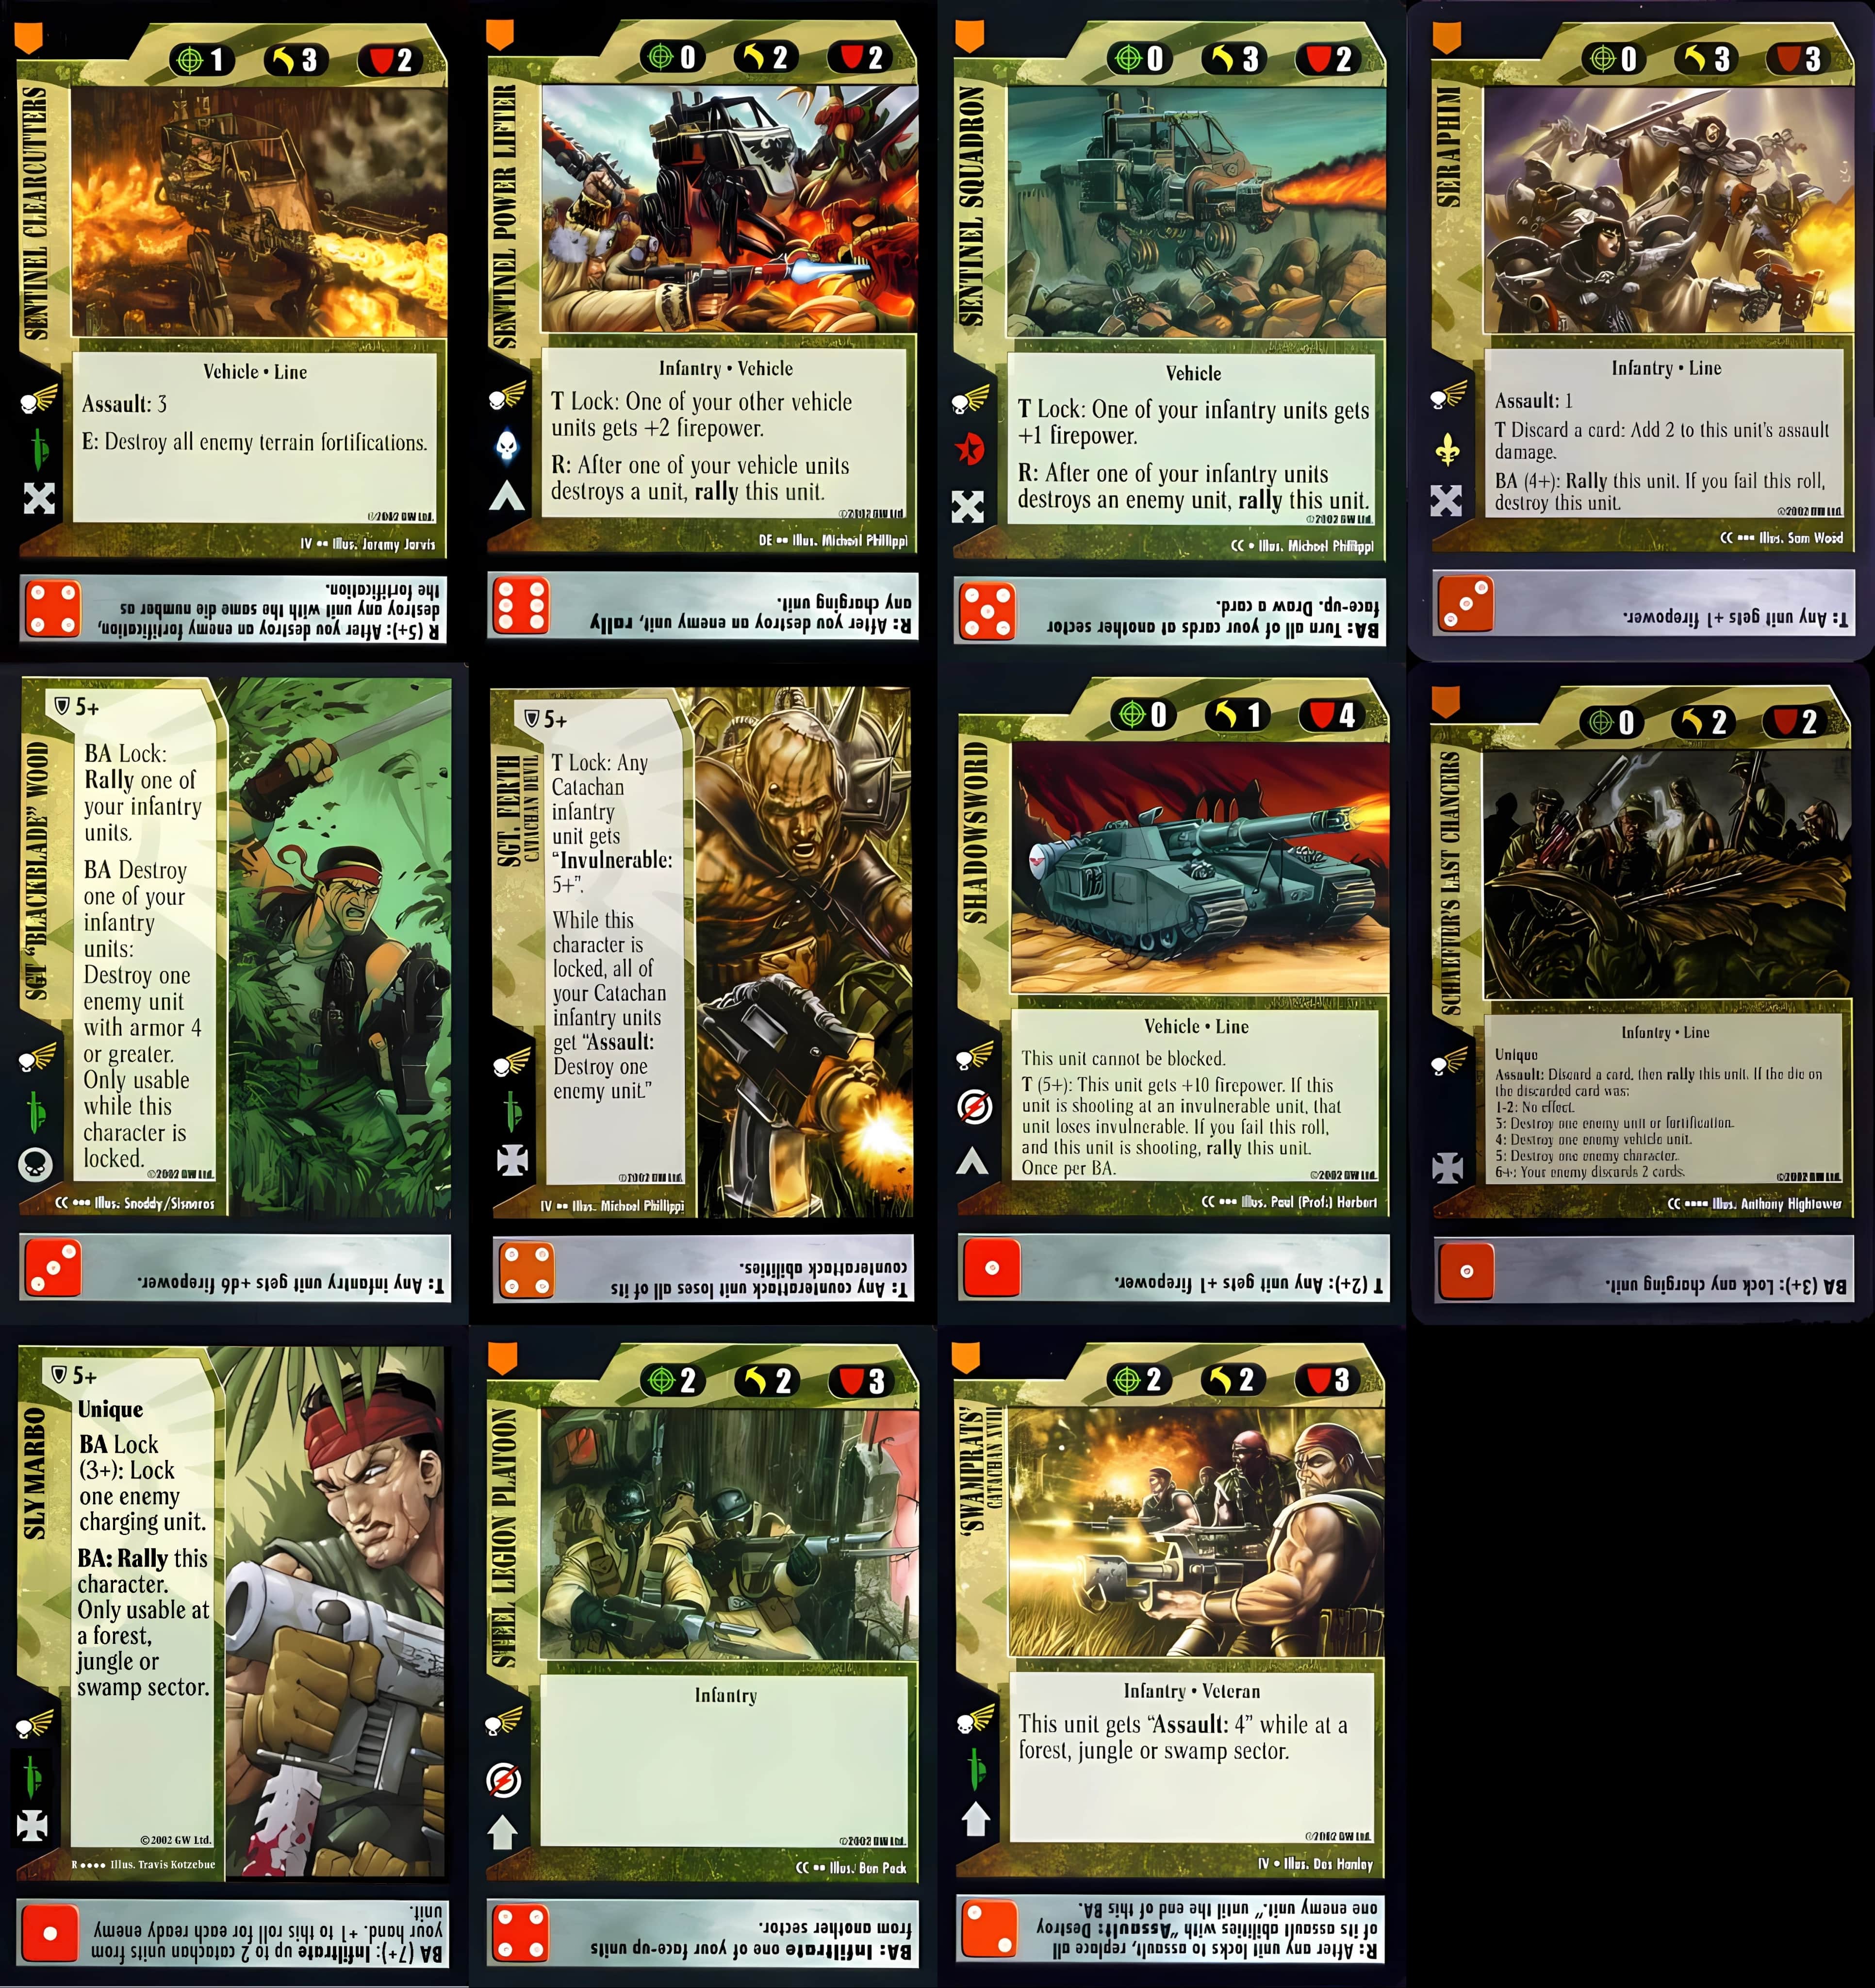 1 3 2
SENTINEL CLEARCUTTERS
Vehicle • Line
Assault: 3
E: Destroy all enemy terrain fortifications.
©2002 GW Ltd.
IV •• Illus. Jeremy Jarvis
R (5+): After you destroy an enemy fortification,
destroy any unit with the same die number as
the fortification.
0 2 2
SENTINEL POWER LIFTER
Infantry • Vehicle
T Lock: One of your other vehicle
units gets +2 firepower.
R: After one of your vehicle units
destroys a unit, rally this unit.
©2002 GW Ltd.
DE •• Illus. Michael Phillippi
R: After you destroy an enemy unit, rally
any charging unit.
0 3 2
SENTINEL SQUADRON
Vehicle
T Lock: One of your infantry units gets
+1 firepower.
R: After one of your infantry units
destroys an enemy unit, rally this unit.
©2002 GW Ltd.
CC • Illus. Michael Phillippi
BA: Turn all of your cards at another sector
face-up. Draw a card.
0 3 3
SERAPHIM
Infantry • Line
Assault: 1
T Discard a card: Add 2 to this unit's assault
damage.
BA (4+): Rally this unit. If you fail this roll,
destroy this unit.
©2002 GW Ltd.
CC ••• Illus. Sam Wood
T: Any unit gets +1 firepower.
5+
SGT "BLACKBLADE" WOOD
BA Lock:
Rally one of
your infantry
units.
BA Destroy
one of your
infantry
units:
Destroy one
enemy unit
with armor 4
or greater.
Only usable
while this
character is
locked.
©2002 GW Ltd.
CC ••• Illus: Snoddy/Sisneros
T: Any infantry unit gets +d6 firepower.
5+
SGT. FERTH
CATACHAN DEVIL
T Lock: Any
Catachan
infantry
unit gets
"Invulnerable:
5+".
While this
character is
locked, all of
your Catachan
infantry units
get "Assault:
Destroy one
enemy unit."
©2002 GW Ltd.
IV •• Illus. Michael Phillippi
T: Any counterattack unit loses all of its
counterattack abilities.
0 1 4
SHADOWSWORD
Vehicle • Line
This unit cannot be blocked.
T (5+): This unit gets +10 firepower. If this
unit is shooting at an invulnerable unit, that
unit loses invulnerable. If you fail this roll,
and this unit is shooting, rally this unit.
Once per BA.
©2002 GW Ltd.
CC ••• Illus. Paul (Prof.) Herbert
T (2+): Any unit gets +1 firepower.
0 2 2
SCHAEFFER'S LAST CHANCERS
Infantry • Line
Unique
Assault: Discard a card, then rally this unit. If the die on
the discarded card was:
1-2: No effect.
3: Destroy one enemy unit or fortification.
4: Destroy one enemy vehicle unit.
5: Destroy one enemy character.
6+: Your enemy discards 2 cards.
©2002 GW Ltd.
CC •••• Illus. Anthony Hightower
BA (3+): Lock any charging unit.
5+
SLY MARBO
Unique
BA Lock
(3+): Lock
one enemy
charging unit.
BA: Rally this
character.
Only usable at
a forest,
jungle or
swamp sector.
©2002 GW Ltd.
R •••• Illus. Travis Kotzebue
BA (7+): Infiltrate up to 2 catachan units from
your hand. +1 to this roll for each ready enemy
unit.
2 2 3
STEEL LEGION PLATOON
Infantry
©2002 GW Ltd.
CC •• Illus. Ben Peck
BA: Infiltrate one of your face-up units
from another sector.
2 2 3
'SWAMPRATS'
CATACHAN XVII
Infantry • Veteran
This unit gets "Assault: 4" while at a
forest, jungle or swamp sector.
©2002 GW Ltd.
IV • Illus. Des Hanley
R: After any unit locks to assault, replace all
of its assault abilities with "Assault: Destroy
one enemy unit." until the end of this BA.